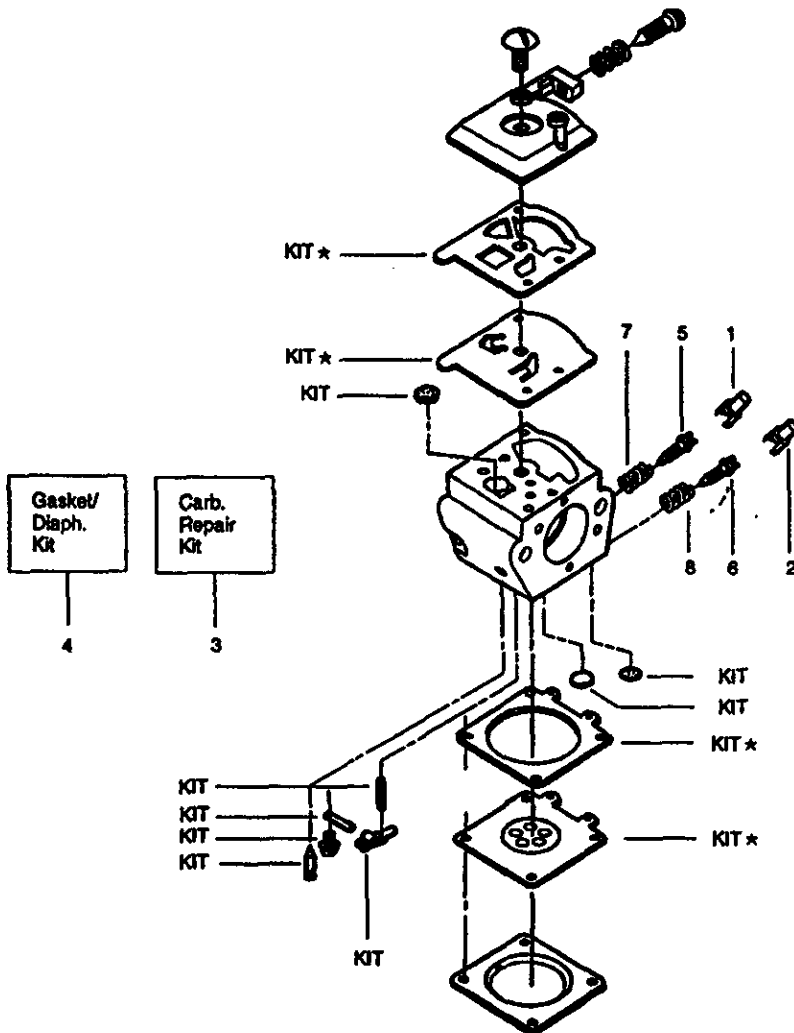 KIT ★
KIT ★
KIT
7
5
1
Gasket/
Diaph.
Kit
Carb.
Repair
Kit
8
6
2
4
3
KIT
KIT
KIT ★
KIT
KIT
KIT
KIT
KIT ★
KIT